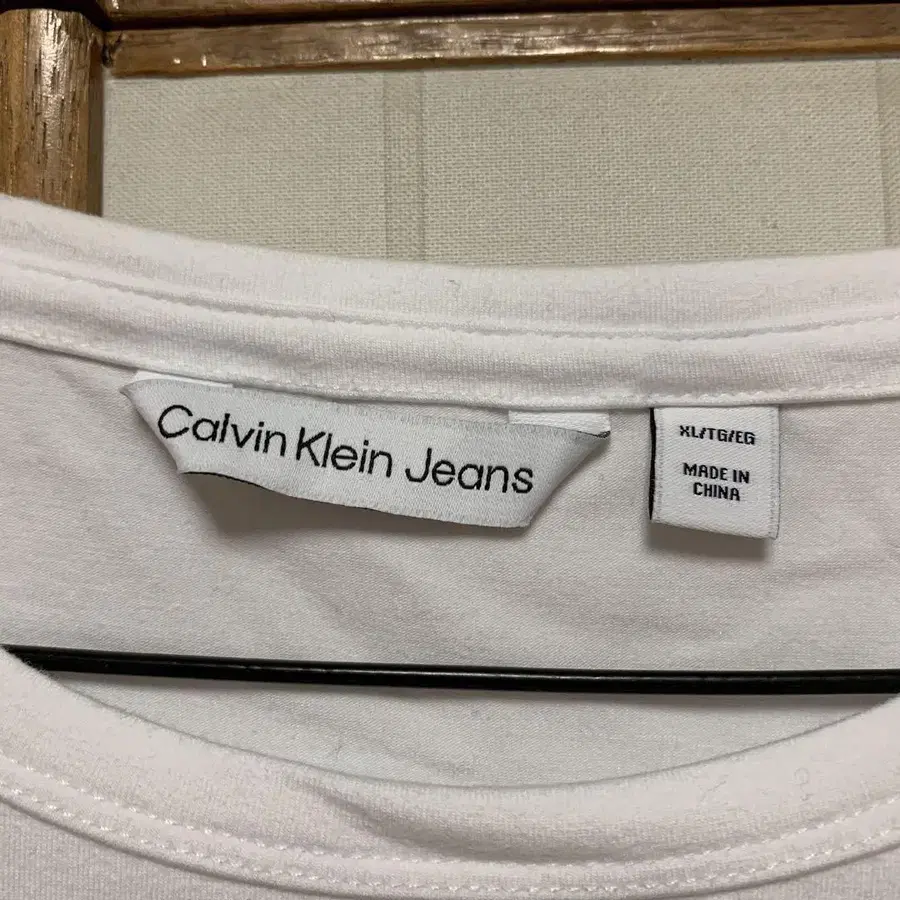 Calvin Klein Jeans
XL/TG/EG
MADE IN
CHINA